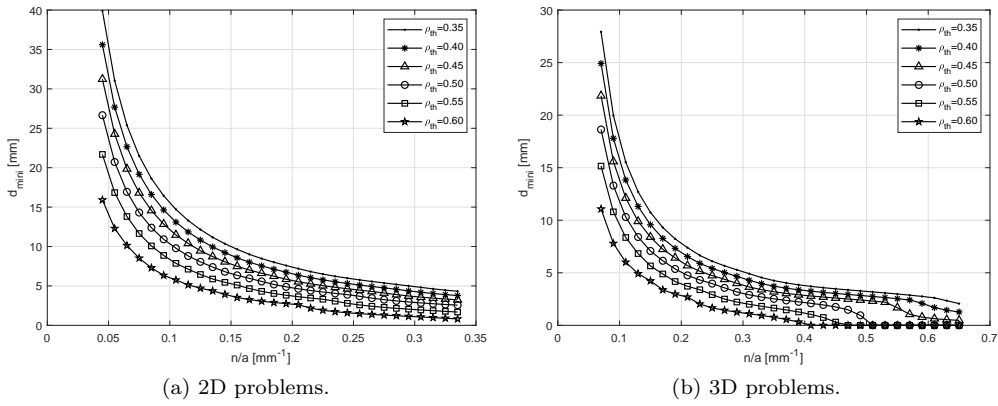 40
35
30
25
20
15
10
5
0
d_mini [mm]
0
0.05
0.1
0.15
0.2
0.25
0.3
0.35
n/a [mm⁻¹]
ρ_th=0.35
ρ_th=0.40
ρ_th=0.45
ρ_th=0.50
ρ_th=0.55
ρ_th=0.60
(a) 2D problems.
30
25
20
15
10
5
0
d_mini [mm]
0
0.1
0.2
0.3
0.4
0.5
0.6
0.7
n/a [mm⁻¹]
ρ_th=0.35
ρ_th=0.40
ρ_th=0.45
ρ_th=0.50
ρ_th=0.55
ρ_th=0.60
(b) 3D problems.